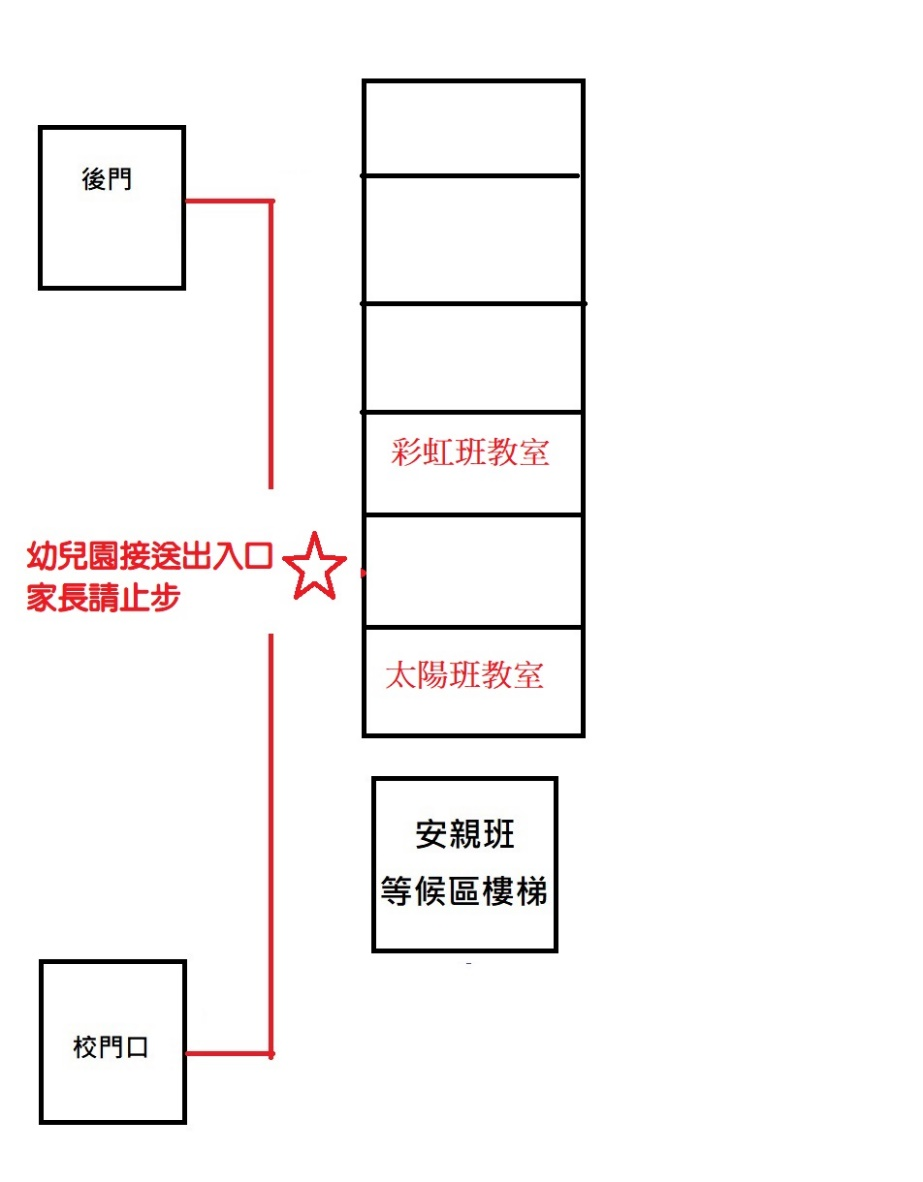 後門
彩虹班教室
幼兒園接送出入口
家長請止步
太陽班教室
安親班
等候區樓梯
校門口